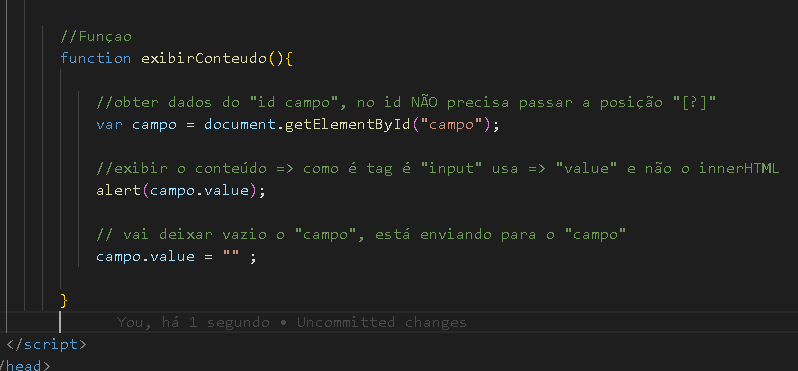 //Funçao
function exibirConteudo(){
//obter dados do "id campo", no id NÃO precisa passar a posição "[?]"
var campo = document.getElementById("campo");
//exibir o conteúdo => como é tag é "input" usa => "value" e não o innerHTML
alert(campo.value);
// vai deixar vazio o "campo", está enviando para o "campo"
campo.value = "" ;
}
You, há 1 segundo • Uncommitted changes
</script>
/head>